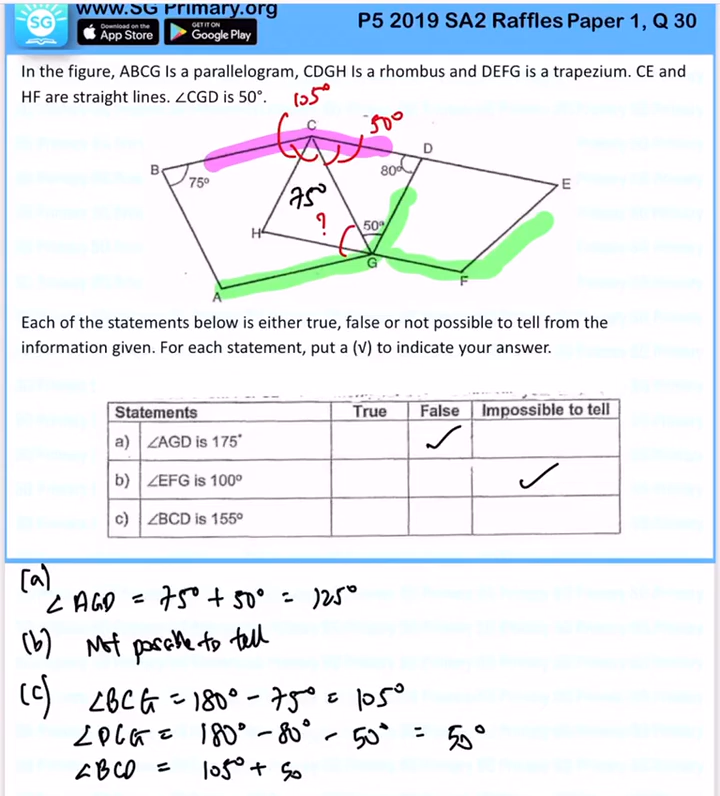 www.SG Primary.org
SG
Download on the
App Store
GET IT ON
Google Play
P5 2019 SA2 Raffles Paper 1, Q 30
In the figure, ABCG Is a parallelogram, CDGH Is a rhombus and DEFG is a trapezium. CE and
HF are straight lines. ∠CGD is 50°.
105°
50°
C
D
B
75°
80°
E
75°
?
H
50°
G
F
A
Each of the statements below is either true, false or not possible to tell from the
information given. For each statement, put a (V) to indicate your answer.
Statements True False Impossible to tell
a) ∠AGD is 175° ✓
b) ∠EFG is 100° ✓
c) ∠BCD is 155°
(a)
∠AGD = 75° + 50° = 125°
(b) Not possible to tell
(c) ∠BCG = 180° - 75° = 105°
∠DCG = 180° - 80° - 50° = 50°
∠BCD = 105° + 50